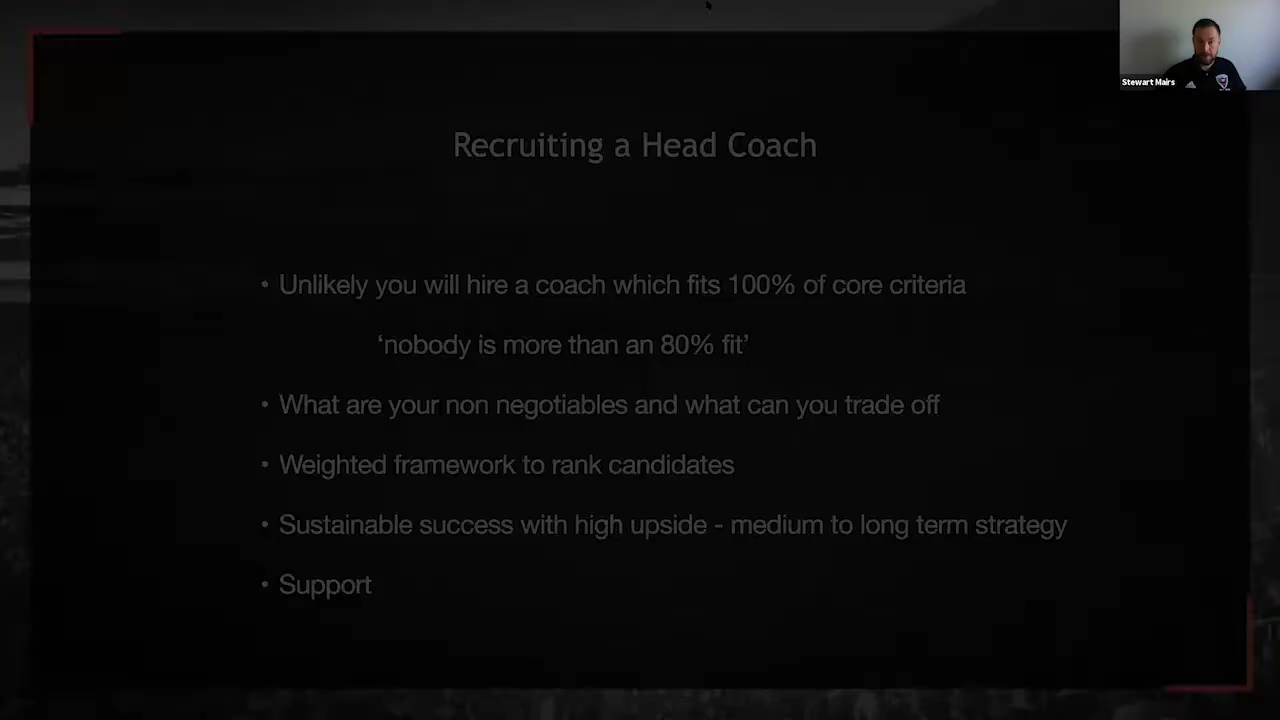 Stewart Mairs
Recruiting a Head Coach
• Unlikely you will hire a coach which fits 100% of core criteria
‘nobody is more than an 80% fit’
• What are your non negotiables and what can you trade off
• Weighted framework to rank candidates
• Sustainable success with high upside - medium to long term strategy
• Support